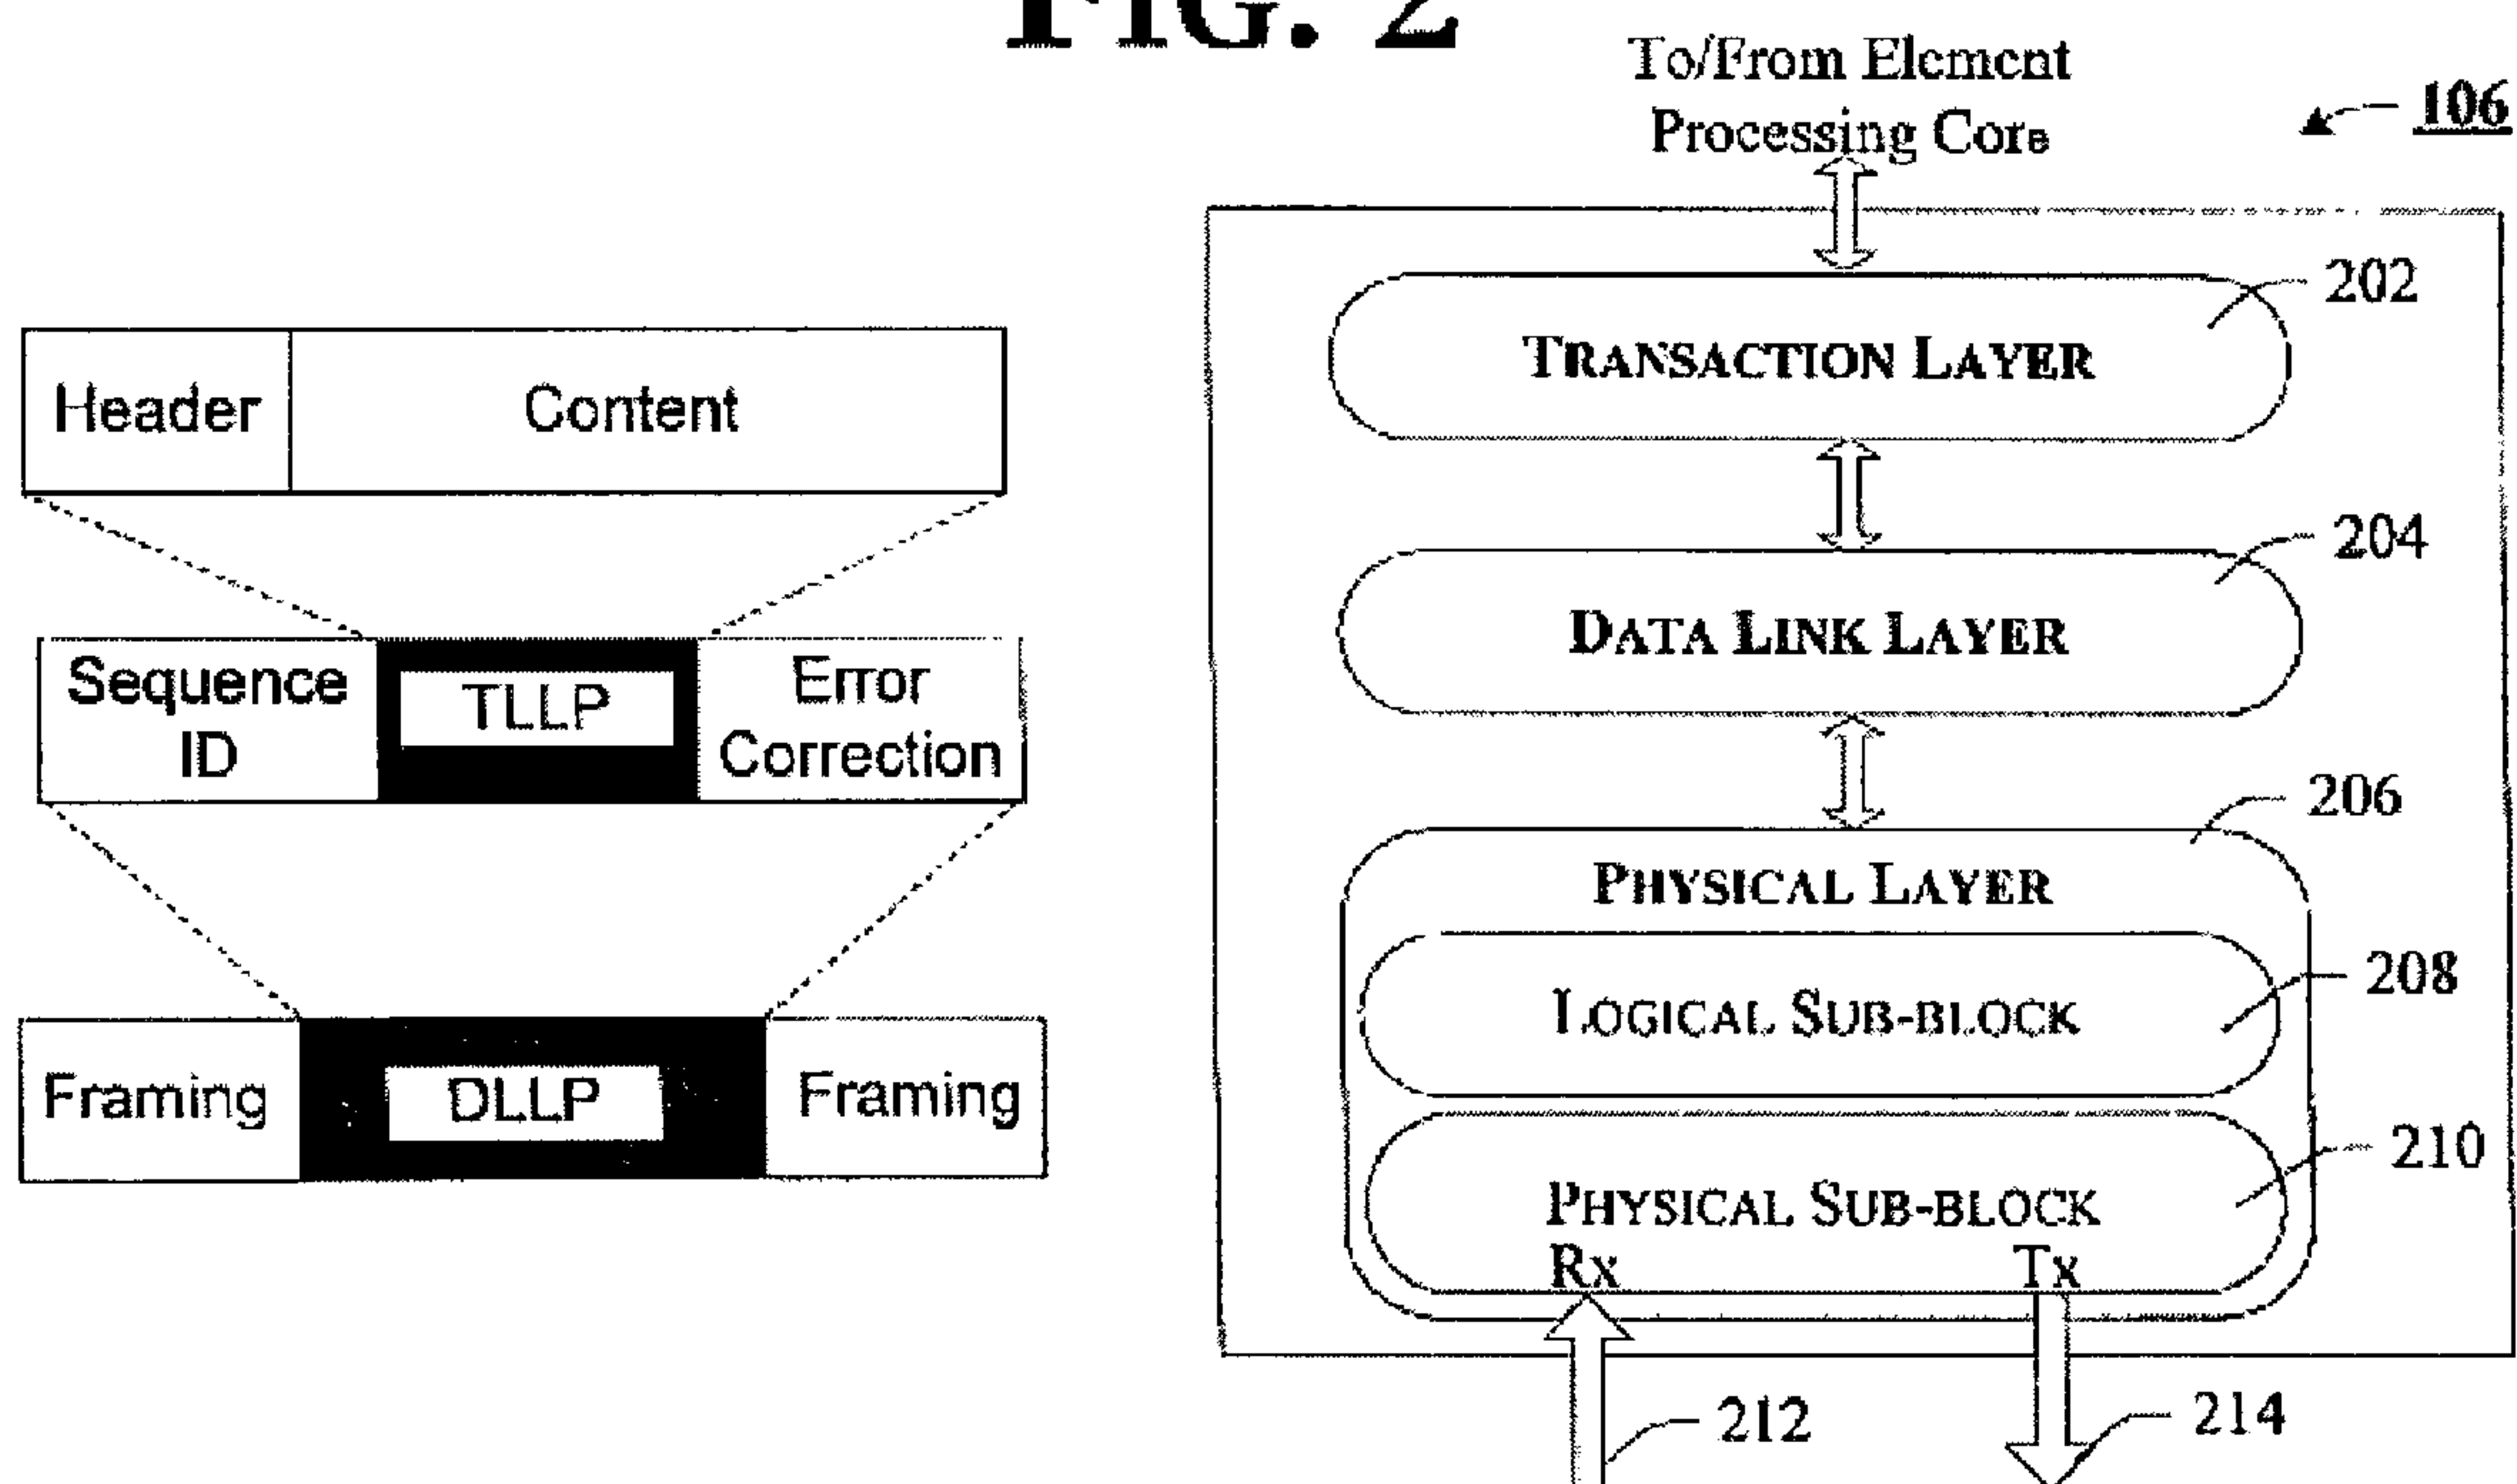 FIG. 2
To/From Element
Processing Core
106
202
TRANSACTION LAYER
Header
Content
204
DATA LINK LAYER
Sequence
ID
TLLP
Error
Correction
206
PHYSICAL LAYER
208
LOGICAL SUB-BLOCK
Framing
DLLP
Framing
210
PHYSICAL SUB-BLOCK
RX
TX
212
214